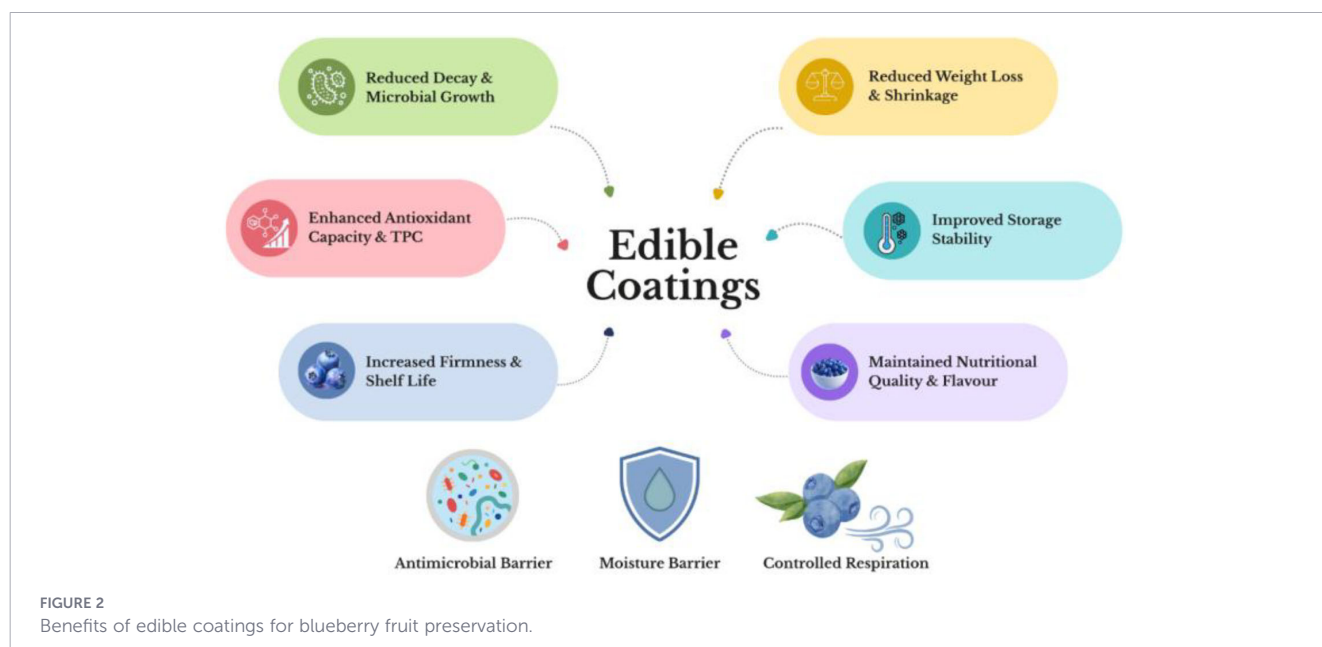 Reduced Decay &
Microbial Growth
Reduced Weight Loss
& Shrinkage
Enhanced Antioxidant
Capacity & TPC
Improved Storage
Stability
Edible
Coatings
Increased Firmness &
Shelf Life
Maintained Nutritional
Quality & Flavour
Antimicrobial Barrier
Moisture Barrier
Controlled Respiration
FIGURE 2
Benefits of edible coatings for blueberry fruit preservation.